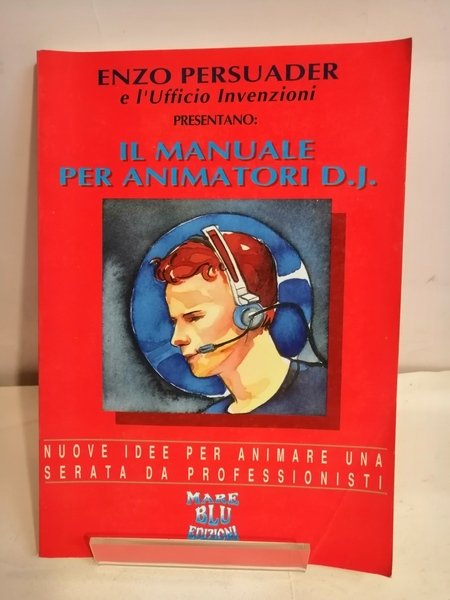 ENZO PERSUADER
e l'Ufficio Invenzioni
PRESENTANO:
IL MANUALE
PER ANIMATORI D.J.
NUOVE IDEE PER ANIMARE UNA
SERATA DA PROFESSIONISTI
MARE
BLU
EDIZIONI